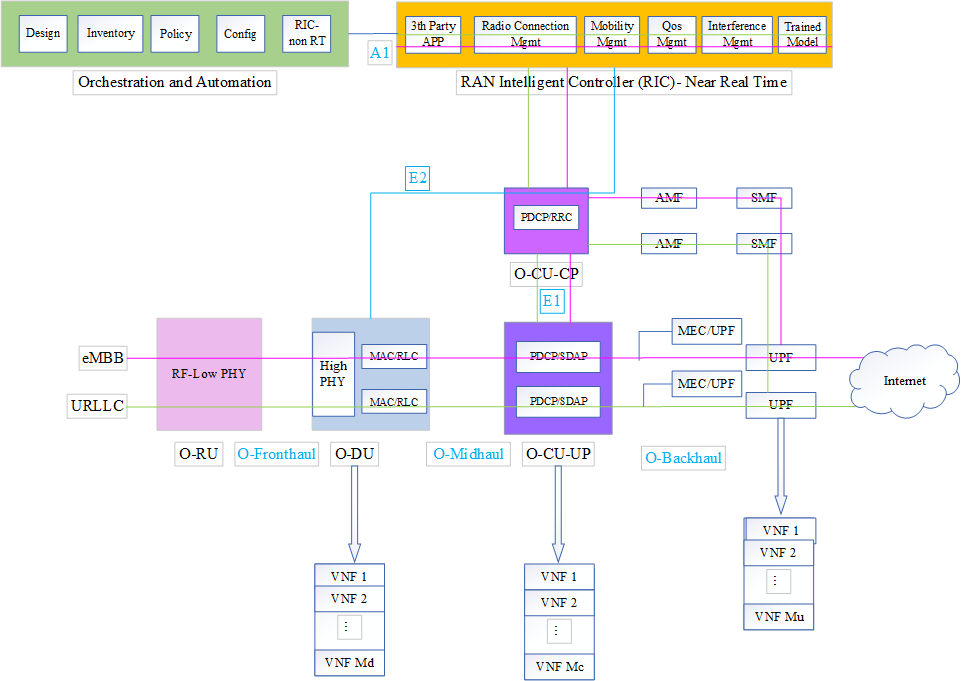 Design
Inventory
Policy
Config
RIC-
non RT
A1
3th Party
APP
Radio Connection
Mgmt
Mobility
Mgmt
Qos
Mgmt
Interference
Mgmt
Trained
Model
Orchestration and Automation
RAN Intelligent Controller (RIC)- Near Real Time
E2
PDCP/RRC
AMF
SMF
AMF
SMF
O-CU-CP
E1
eMBB
URLLC
RF-Low PHY
High
PHY
MAC/RLC
MAC/RLC
PDCP/SDAP
PDCP/SDAP
MEC/UPF
MEC/UPF
UPF
UPF
Internet
O-RU
O-Fronthaul
O-DU
O-Midhaul
O-CU-UP
O-Backhaul
VNF 1
VNF 2
⋮
VNF Md
VNF 1
VNF 2
⋮
VNF Mc
VNF 1
VNF 2
⋮
VNF Mu